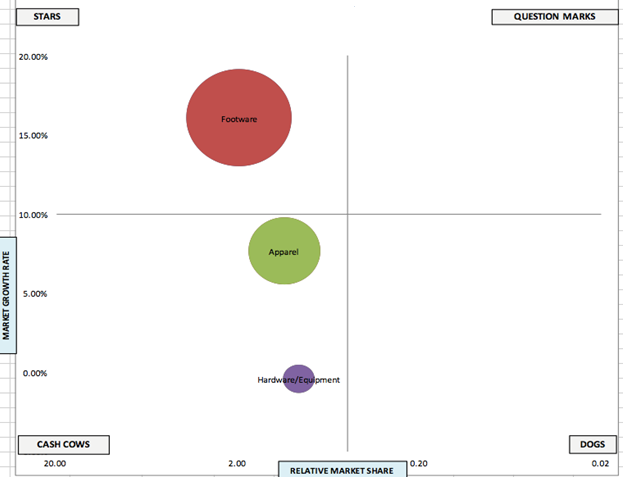 STARS
QUESTION MARKS
20.00%
Footware
15.00%
10.00%
Apparel
MARKET GROWTH RATE
5.00%
0.00%
Hardware/Equipment
CASH COWS
DOGS
20.00
2.00
0.20
0.02
RELATIVE MARKET SHARE